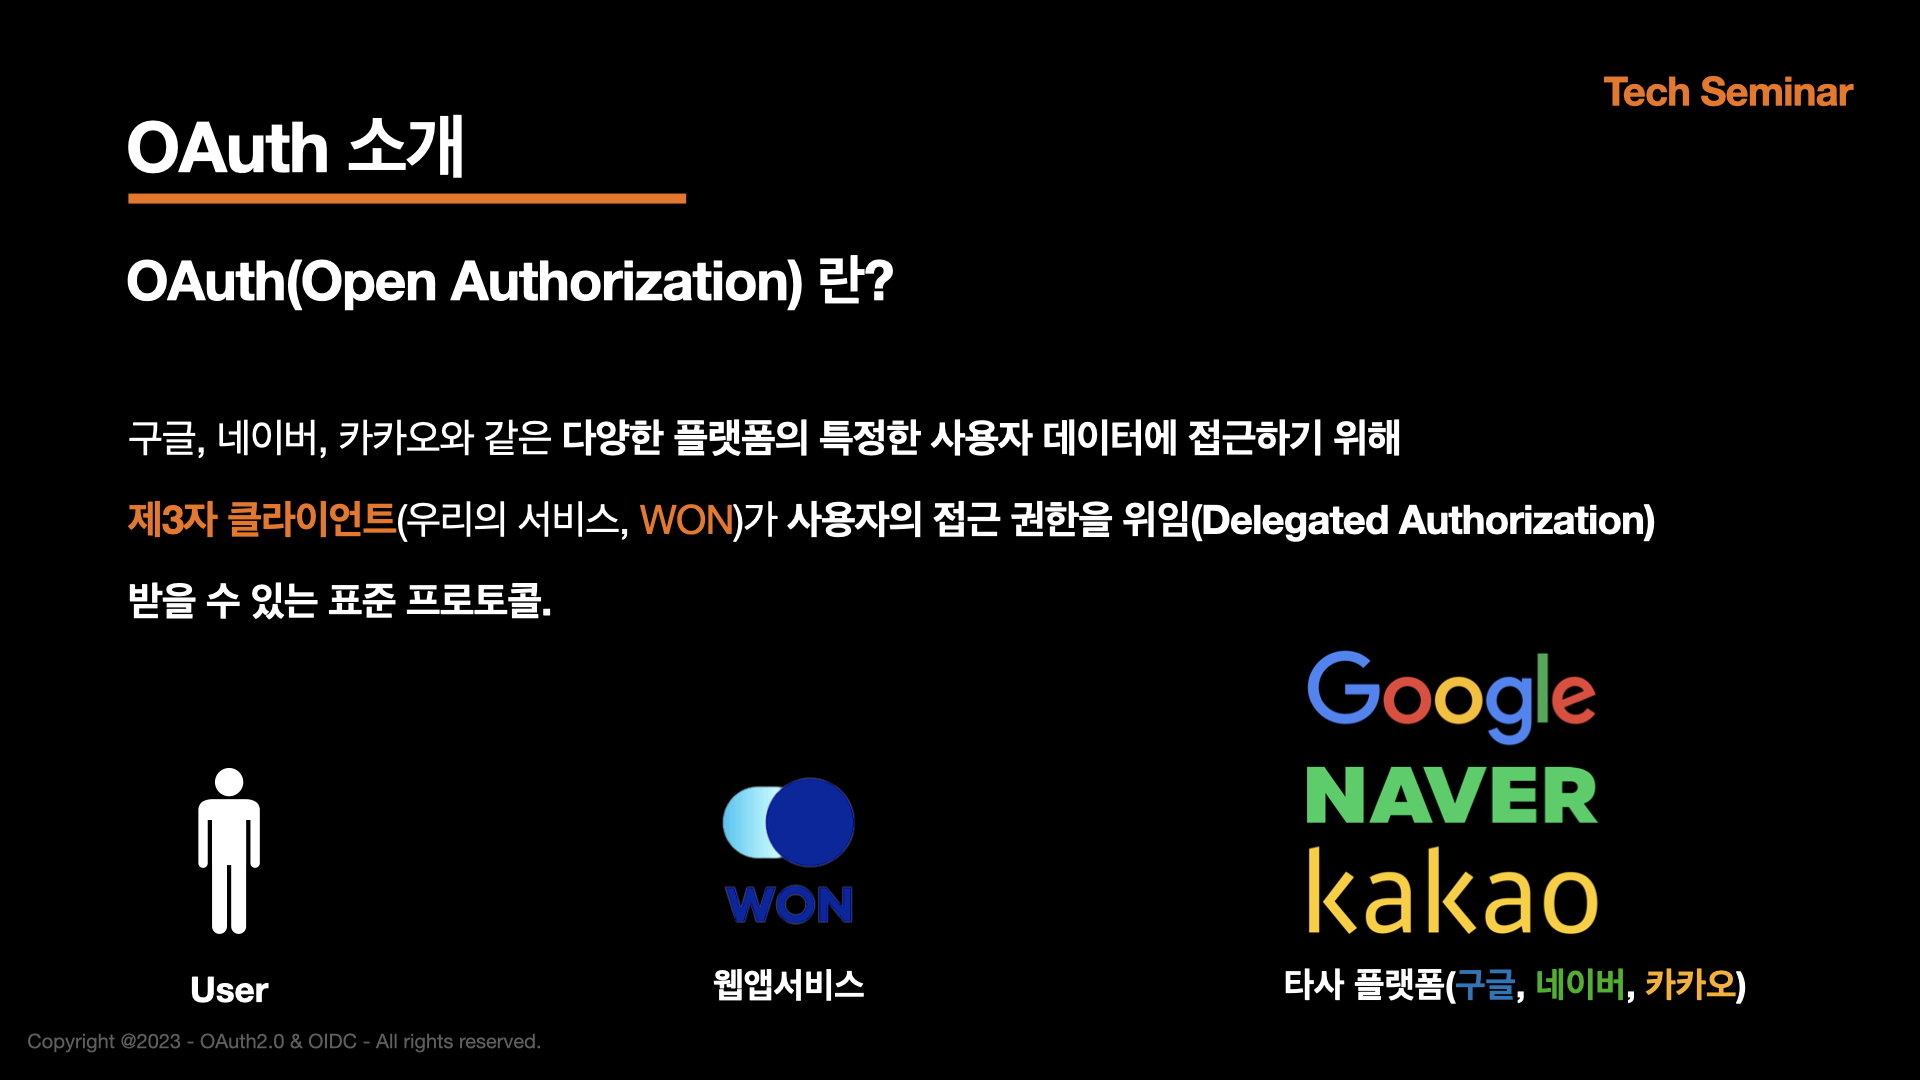 Tech Seminar
OAuth 소개
OAuth(Open Authorization) 란?
구글, 네이버, 카카오와 같은 다양한 플랫폼의 특정한 사용자 데이터에 접근하기 위해
제3자 클라이언트(우리의 서비스, WON)가 사용자의 접근 권한을 위임(Delegated Authorization)
받을 수 있는 표준 프로토콜.
Google
NAVER
kakao
WON
User
웹앱서비스
타사 플랫폼(구글, 네이버, 카카오)
Copyright @2023 - OAuth2.0 & OIDC - All rights reserved.